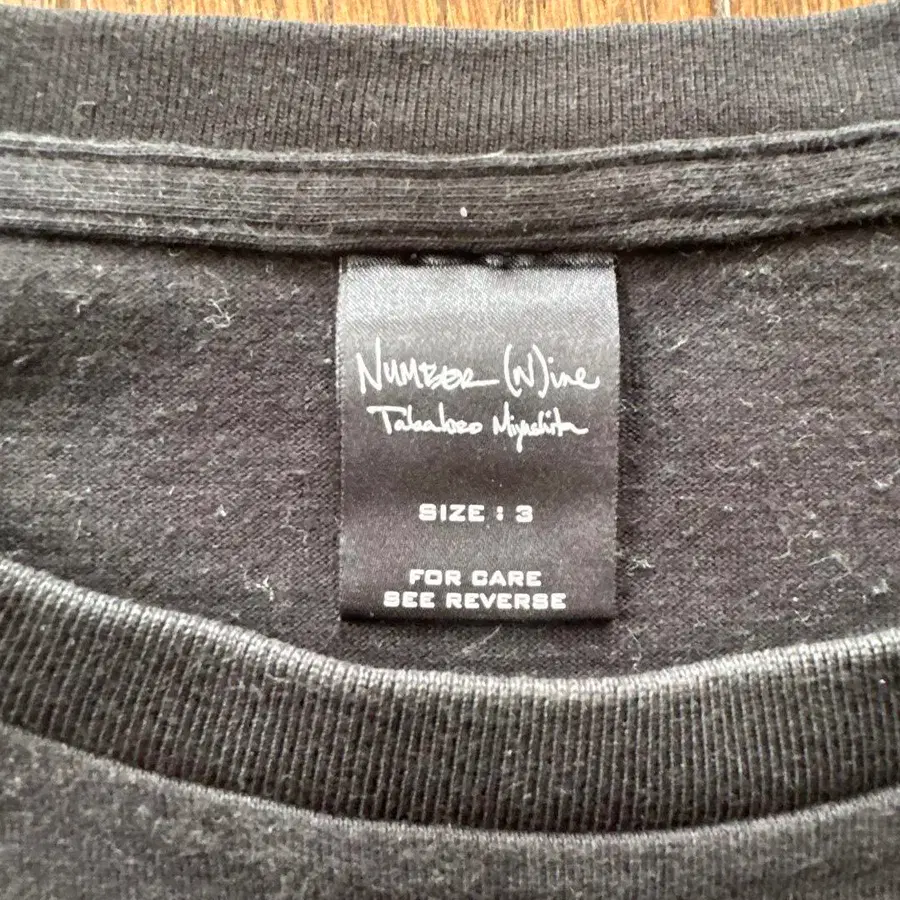 NUMBER (N)ine
Takahiro Miyashita
SIZE : 3
FOR CARE
SEE REVERSE